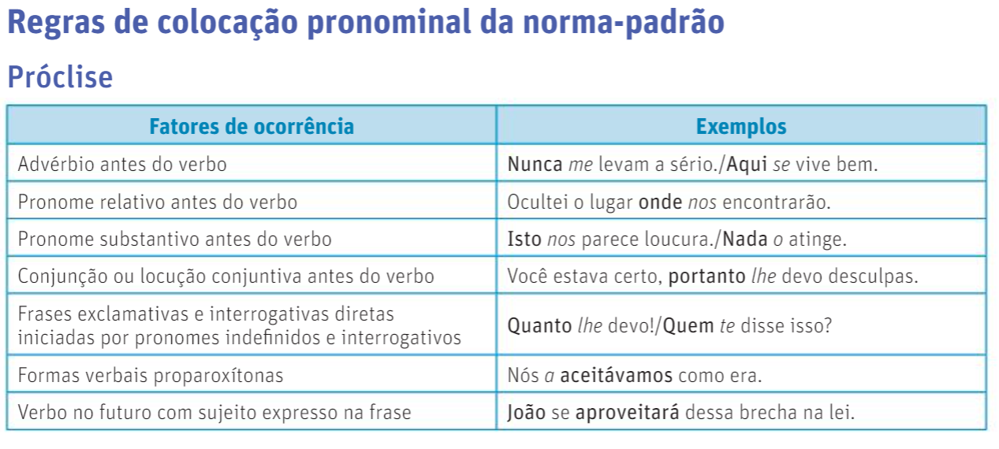 Regras de colocação pronominal da norma-padrão
Próclise
Fatores de ocorrência
Exemplos
Advérbio antes do verbo
Nunca me levam a sério./Aqui se vive bem.
Pronome relativo antes do verbo
Ocultei o lugar onde nos encontrarão.
Pronome substantivo antes do verbo
Isto nos parece loucura./Nada o atinge.
Conjunção ou locução conjuntiva antes do verbo
Você estava certo, portanto lhe devo desculpas.
Frases exclamativas e interrogativas diretas
iniciadas por pronomes indefinidos e interrogativos
Quanto lhe devo!/Quem te disse isso?
Formas verbais proparoxítonas
Nós a aceitávamos como era.
Verbo no futuro com sujeito expresso na frase
João se aproveitará dessa brecha na lei.